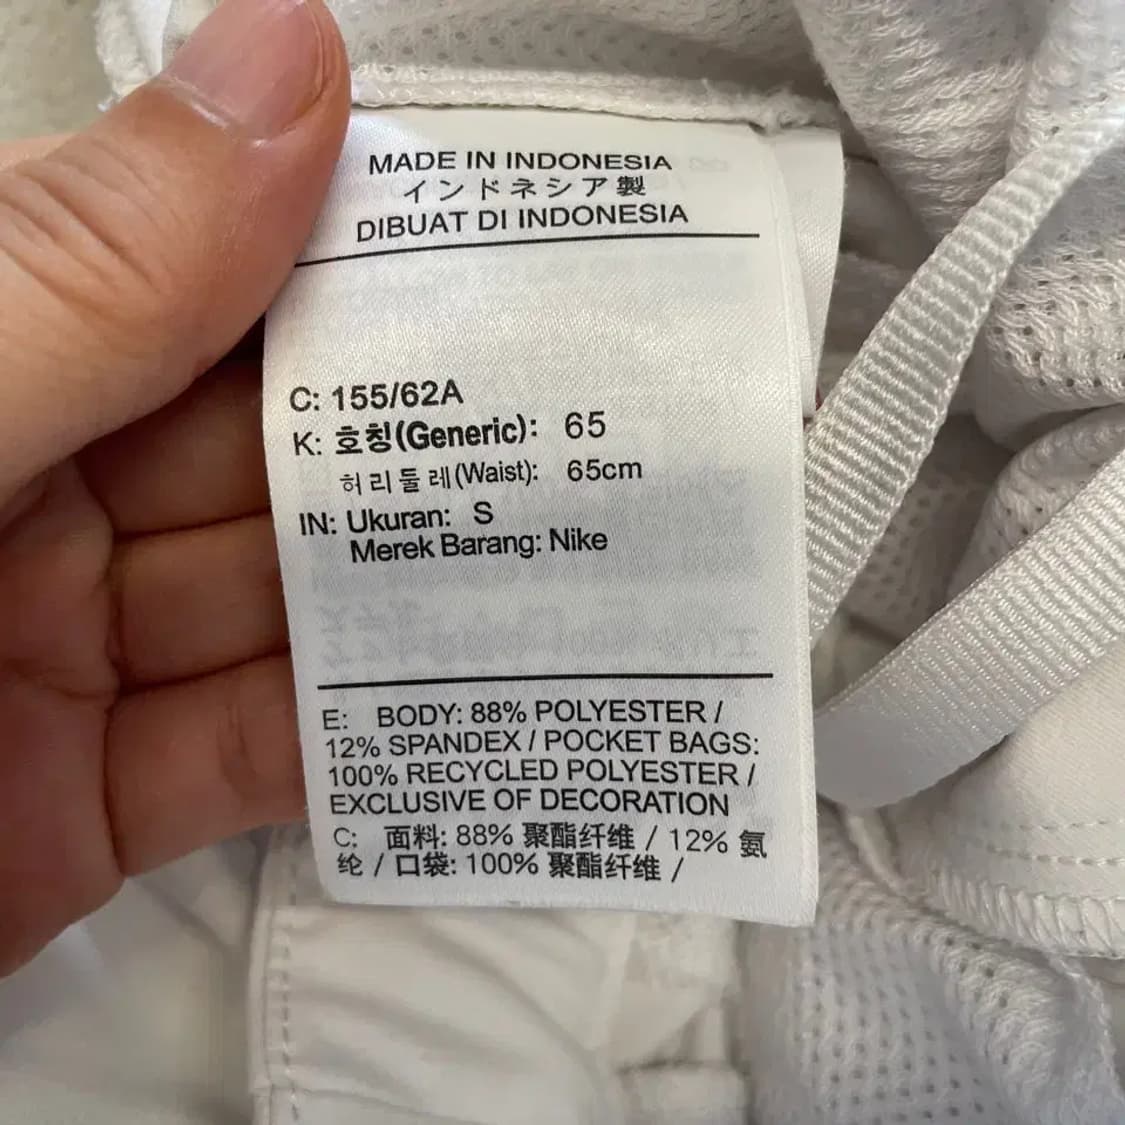 MADE IN INDONESIA
インドネシア製
DIBUAT DI INDONESIA
C: 155/62A
K: 호칭(Generic): 65
허리둘레(Waist): 65cm
IN: Ukuran: S
Merek Barang: Nike
E: BODY: 88% POLYESTER /
12% SPANDEX / POCKET BAGS:
100% RECYCLED POLYESTER /
EXCLUSIVE OF DECORATION
C: 面料: 88% 聚酯纤维 / 12% 氨
纶 / 口袋: 100% 聚酯纤维 /